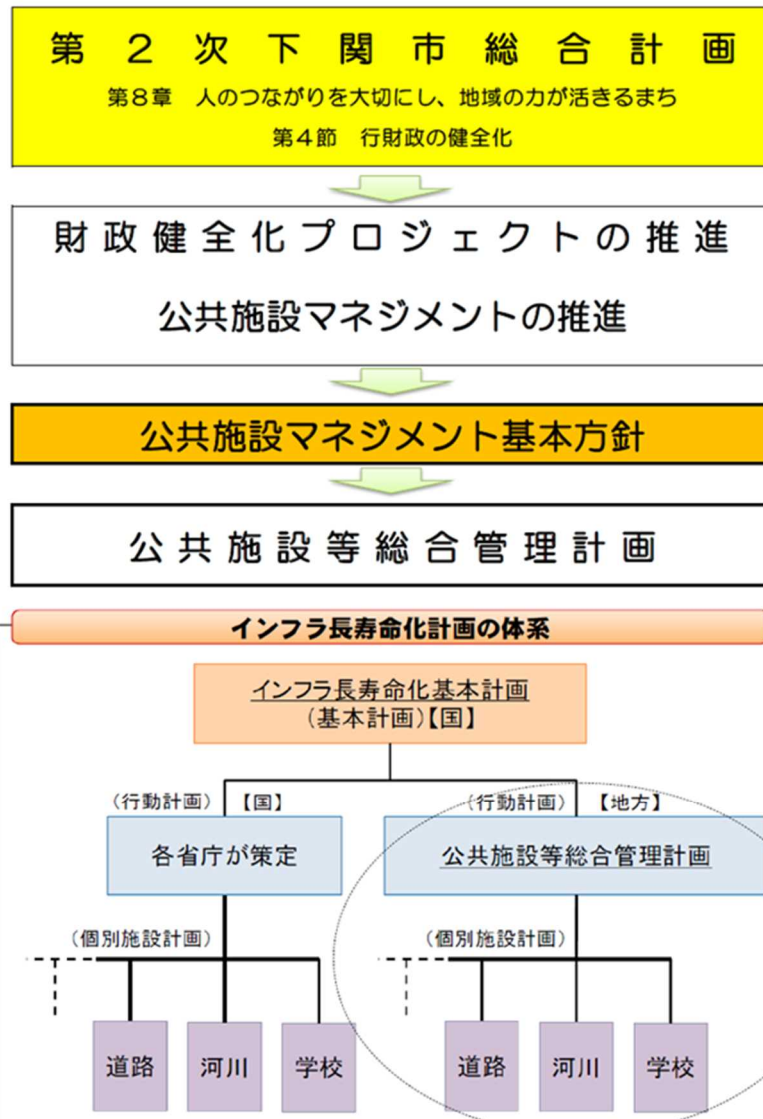 第２次下関市総合計画
第８章　人のつながりを大切にし、地域の力が活きるまち
第４節　行財政の健全化
財政健全化プロジェクトの推進
公共施設マネジメントの推進
公共施設マネジメント基本方針
公共施設等総合管理計画
インフラ長寿命化計画の体系
インフラ長寿命化基本計画
(基本計画)【国】
(行動計画)　【国】
(行動計画)　【地方】
各省庁が策定
公共施設等総合管理計画
(個別施設計画)
(個別施設計画)
道路　河川　学校
道路　河川　学校